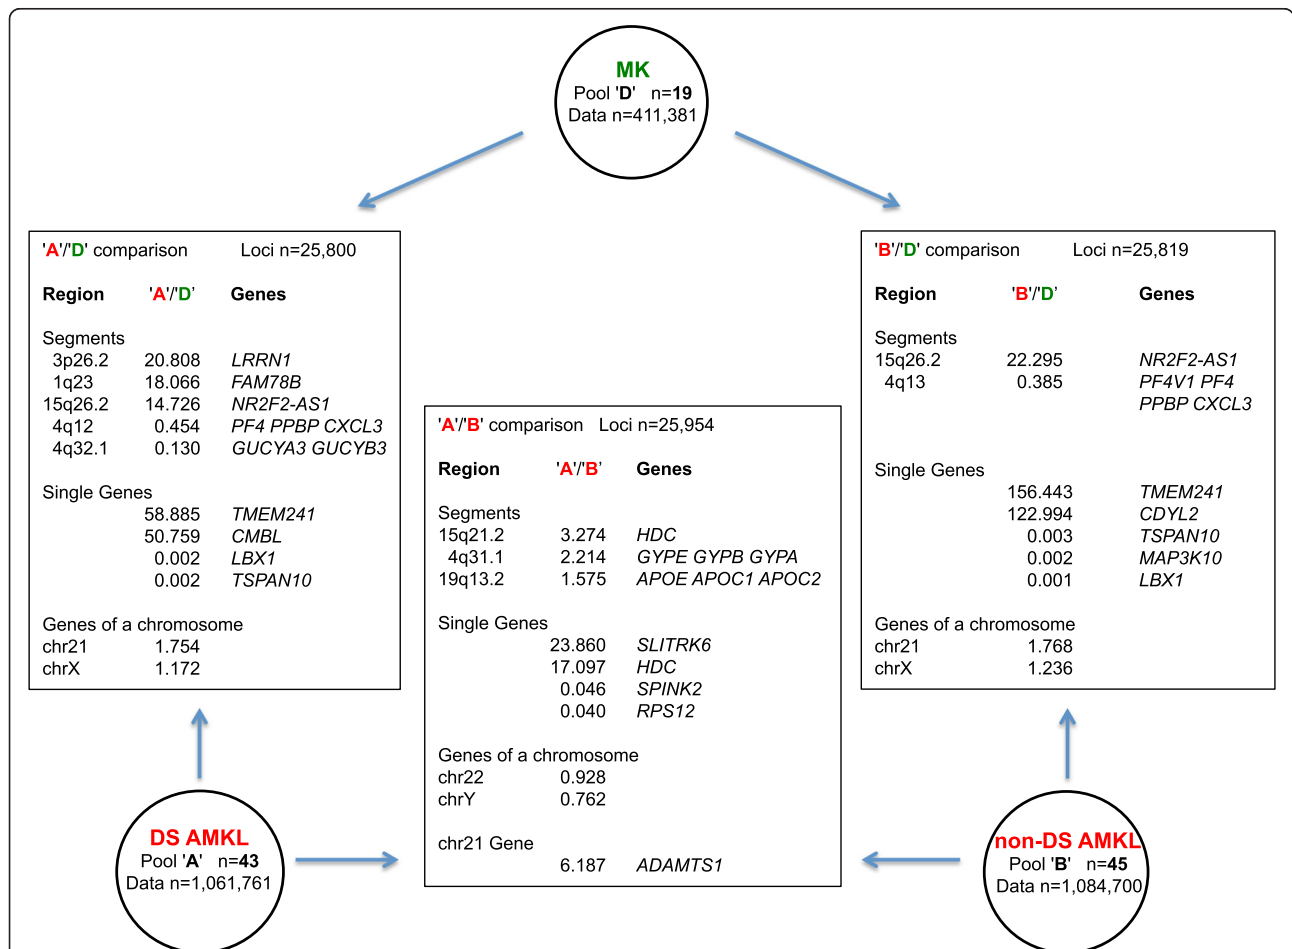 MK
Pool 'D' n=19
Data n=411,381
'A'/'D' comparison Loci n=25,800
Region 'A'/'D' Genes
Segments
3p26.2 20.808 LRRN1
1q23 18.066 FAM78B
15q26.2 14.726 NR2F2-AS1
4q12 0.454 PF4 PPBP CXCL3
4q32.1 0.130 GUCYA3 GUCYB3
Single Genes
58.885 TMEM241
50.759 CMBL
0.002 LBX1
0.002 TSPAN10
Genes of a chromosome
chr21 1.754
chrX 1.172
'A'/'B' comparison Loci n=25,954
Region 'A'/'B' Genes
Segments
15q21.2 3.274 HDC
4q31.1 2.214 GYPE GYPB GYPA
19q13.2 1.575 APOE APOC1 APOC2
Single Genes
23.860 SLITRK6
17.097 HDC
0.046 SPINK2
0.040 RPS12
Genes of a chromosome
chr22 0.928
chrY 0.762
chr21 Gene
6.187 ADAMTS1
'B'/'D' comparison Loci n=25,819
Region 'B'/'D' Genes
Segments
15q26.2 22.295 NR2F2-AS1
4q13 0.385 PF4V1 PF4
PPBP CXCL3
Single Genes
156.443 TMEM241
122.994 CDYL2
0.003 TSPAN10
0.002 MAP3K10
0.001 LBX1
Genes of a chromosome
chr21 1.768
chrX 1.236
DS AMKL
Pool 'A' n=43
Data n=1,061,761
non-DS AMKL
Pool 'B' n=45
Data n=1,084,700